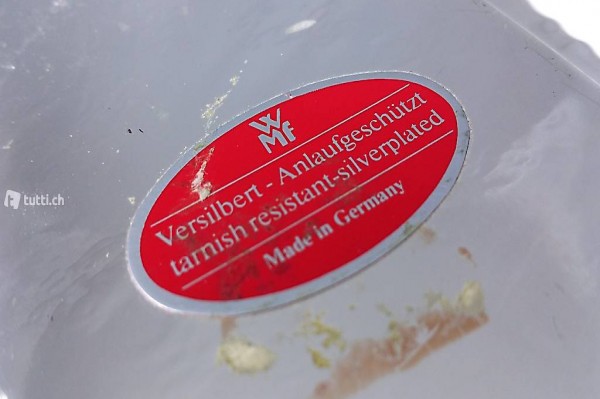 WMf
Versilbert - Anlaufgeschützt
tarnish resistant-silverplated
Made in Germany
tutti.ch